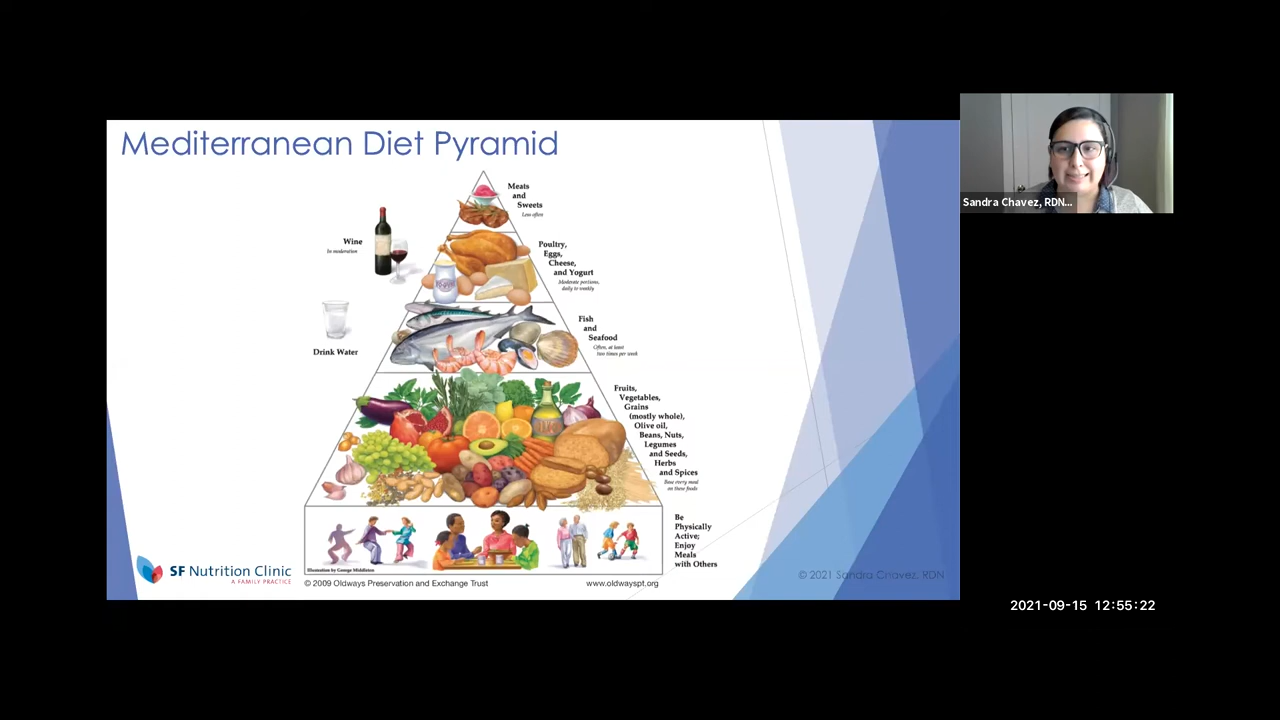 Mediterranean Diet Pyramid
Meats
and
Sweets
Less often
Wine
In moderation
Poultry,
Eggs,
Cheese,
and Yogurt
Moderate portions,
daily to weekly
Drink Water
Fish
and
Seafood
Often, at least
two times per week
Fruits,
Vegetables,
Grains
(mostly whole),
Olive oil,
Beans, Nuts,
Legumes
and Seeds,
Herbs
and Spices
Base every meal
on these foods
Be
Physically
Active;
Enjoy
Meals
with Others
Illustration by George Middleton
© 2009 Oldways Preservation and Exchange Trust
www.oldwayspt.org
SF Nutrition Clinic
A FAMILY PRACTICE
© 2021 Sandra Chavez, RDN
Sandra Chavez, RDN...
2021-09-15 12:55:22